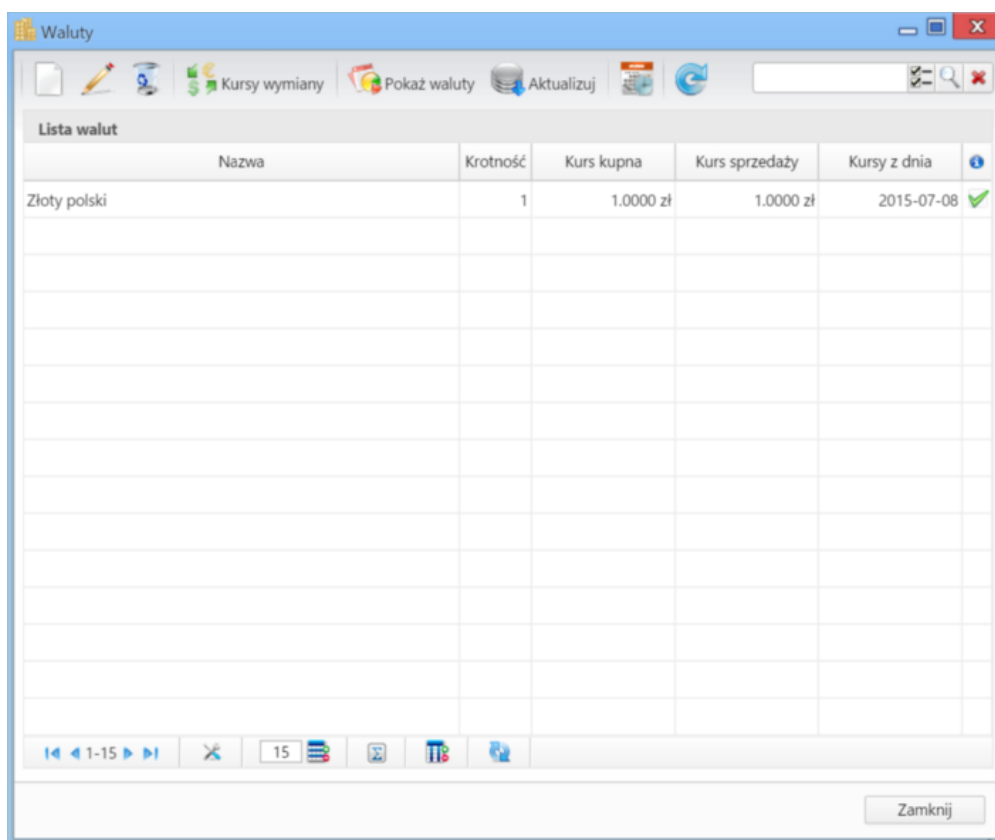 Waluty
Kursy wymiany Pokaż waluty Aktualizuj
Lista walut
Nazwa Krotność Kurs kupna Kurs sprzedaży Kursy z dnia
Złoty polski 1 1.0000 zł 1.0000 zł 2015-07-08
1-15 15
Zamknij